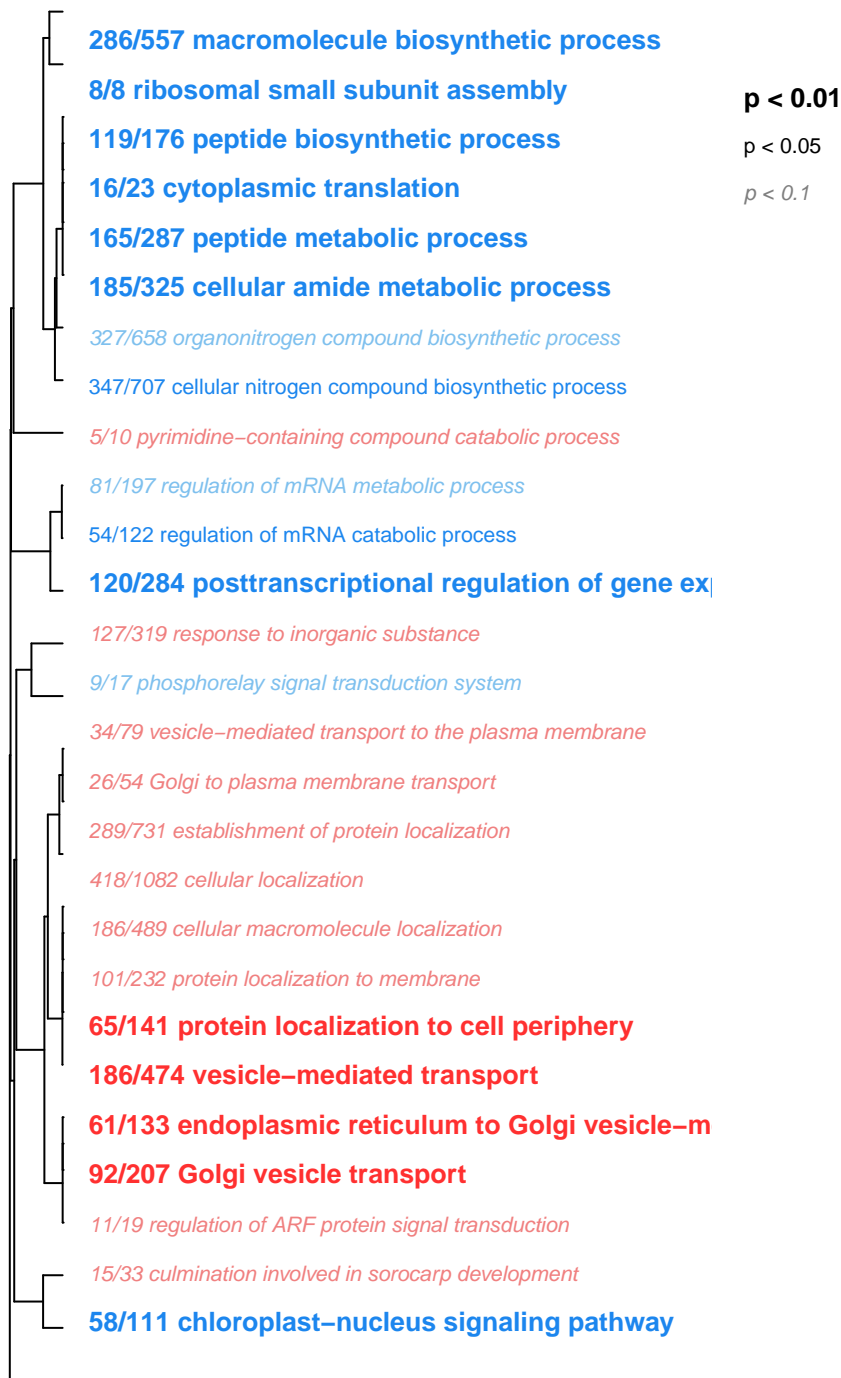 286/557 macromolecule biosynthetic process
8/8 ribosomal small subunit assembly
119/176 peptide biosynthetic process
16/23 cytoplasmic translation
165/287 peptide metabolic process
185/325 cellular amide metabolic process
327/658 organonitrogen compound biosynthetic process
347/707 cellular nitrogen compound biosynthetic process
5/10 pyrimidine−containing compound catabolic process
81/197 regulation of mRNA metabolic process
54/122 regulation of mRNA catabolic process
120/284 posttranscriptional regulation of gene ex
127/319 response to inorganic substance
9/17 phosphorelay signal transduction system
34/79 vesicle−mediated transport to the plasma membrane
26/54 Golgi to plasma membrane transport
289/731 establishment of protein localization
418/1082 cellular localization
186/489 cellular macromolecule localization
101/232 protein localization to membrane
65/141 protein localization to cell periphery
186/474 vesicle−mediated transport
61/133 endoplasmic reticulum to Golgi vesicle−m
92/207 Golgi vesicle transport
11/19 regulation of ARF protein signal transduction
15/33 culmination involved in sorocarp development
58/111 chloroplast−nucleus signaling pathway
p < 0.01
p < 0.05
p < 0.1